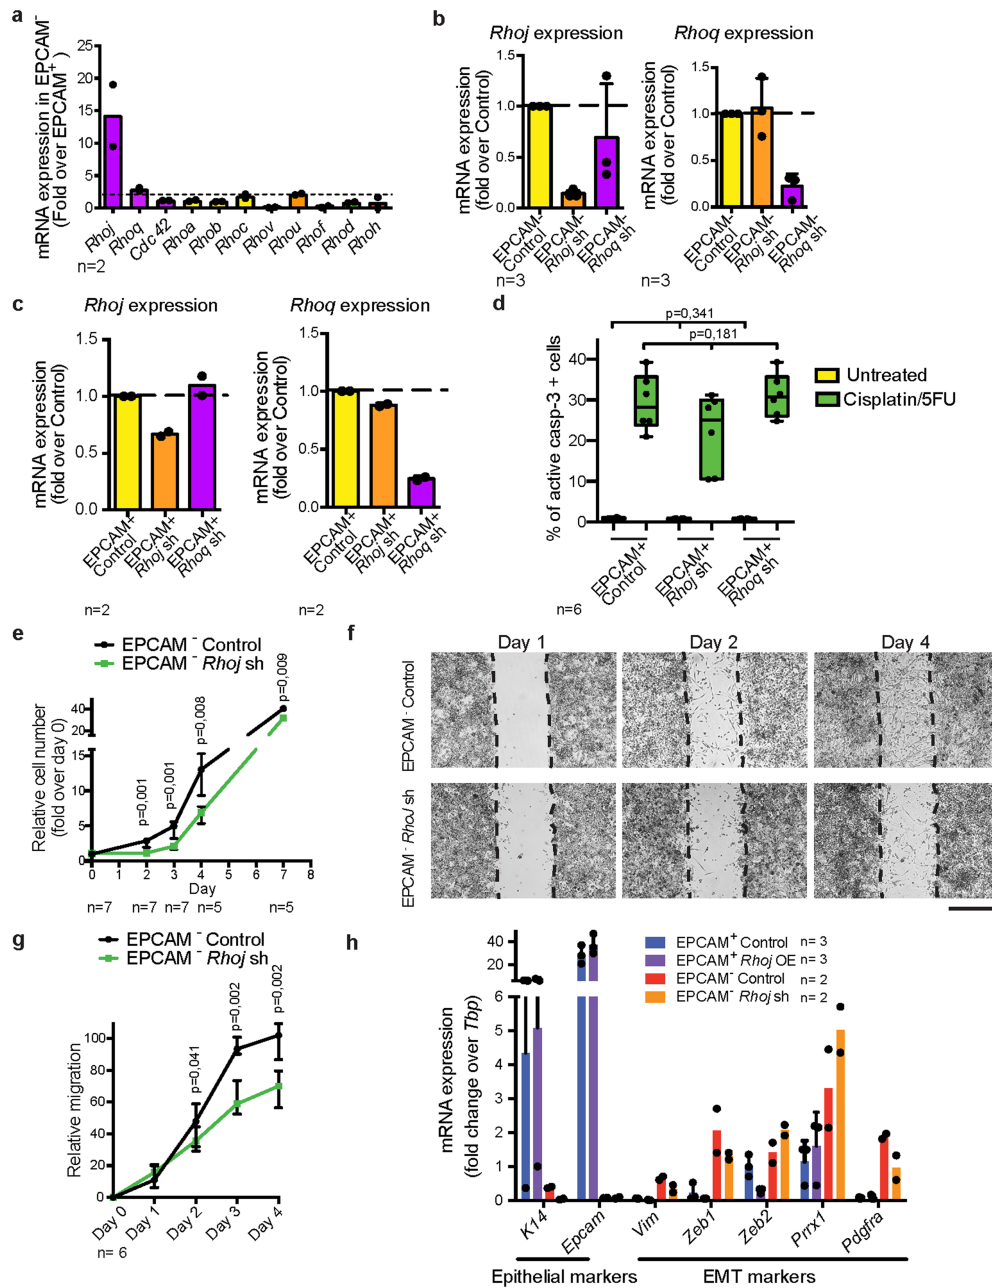 a
mRNA expression in EPCAM-
(Fold over EPCAM+)
25
20
15
10
5
0
Rhoj
Rhoq
Cdc42
Rhoa
Rhob
Rhoc
Rhov
Rhou
Rhof
Rhod
Rhoh
n=2
b
Rhoj expression
mRNA expression
(fold over Control)
1.5
1.0
0.5
0.0
EPCAM-
Control
EPCAM-
Rhoj sh
EPCAM-
Rhoq sh
n=3
Rhoq expression
mRNA expression
(fold over Control)
1.5
1.0
0.5
0.0
EPCAM-
Control
EPCAM-
Rhoj sh
EPCAM-
Rhoq sh
n=3
c
Rhoj expression
mRNA expression
(fold over Control)
1.5
1.0
0.5
0.0
EPCAM+
Control
EPCAM+
Rhoj sh
EPCAM+
Rhoq sh
n=2
Rhoq expression
mRNA expression
(fold over Control)
1.5
1.0
0.5
0.0
EPCAM+
Control
EPCAM+
Rhoj sh
EPCAM+
Rhoq sh
n=2
d
p=0,341
p=0,181
% of active casp-3 + cells
40
30
20
10
0
Untreated
Cisplatin/5FU
EPCAM+
Control
EPCAM+
Rhoj sh
EPCAM+
Rhoq sh
n=6
e
EPCAM - Control
EPCAM - Rhoj sh
Relative cell number
(fold over day 0)
40
20
15
10
5
0
p=0,001
p=0,001
p=0,008
p=0,009
0 1 2 3 4 5 6 7 8
Day
n=7 n=7 n=7 n=5 n=5
f
Day 1 Day 2 Day 4
EPCAM- Control
EPCAM- RhoJ sh
g
EPCAM - Control
EPCAM - Rhoj sh
Relative migration
100
80
60
40
20
0
p=0,041
p=0,002
p=0,002
Day 0
Day 1
Day 2
Day 3
Day 4
n= 6
h
mRNA expression
(fold change over Tbp)
40
20
6
5
4
3
2
1
0
EPCAM+ Control n= 3
EPCAM+ Rhoj OE n= 3
EPCAM- Control n= 2
EPCAM- Rhoj sh n= 2
K14
Epcam
Vim
Zeb1
Zeb2
Prrx1
Pdgfra
Epithelial markers
EMT markers